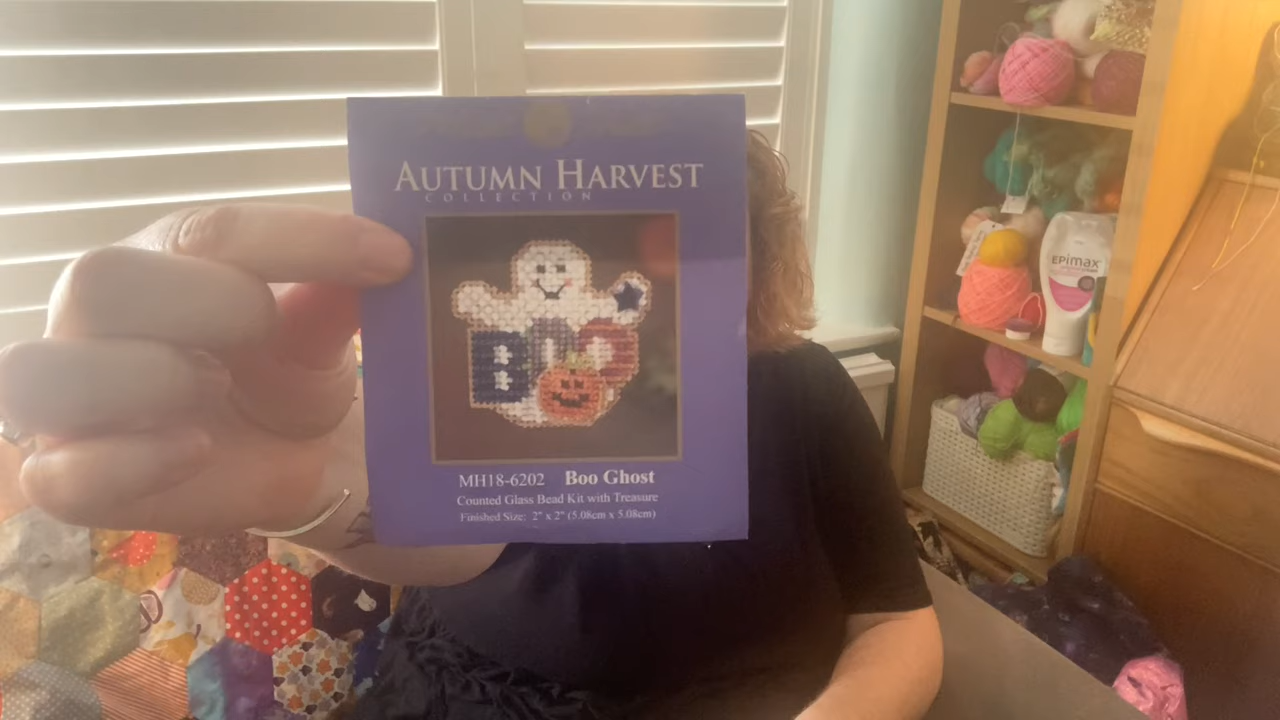 AUTUMN HARVEST
COLLECTION
MH18-6202 Boo Ghost
Counted Glass Bead Kit with Treasure
Finished Size: 2" x 2" (5.08cm x 5.08cm)
EPimax